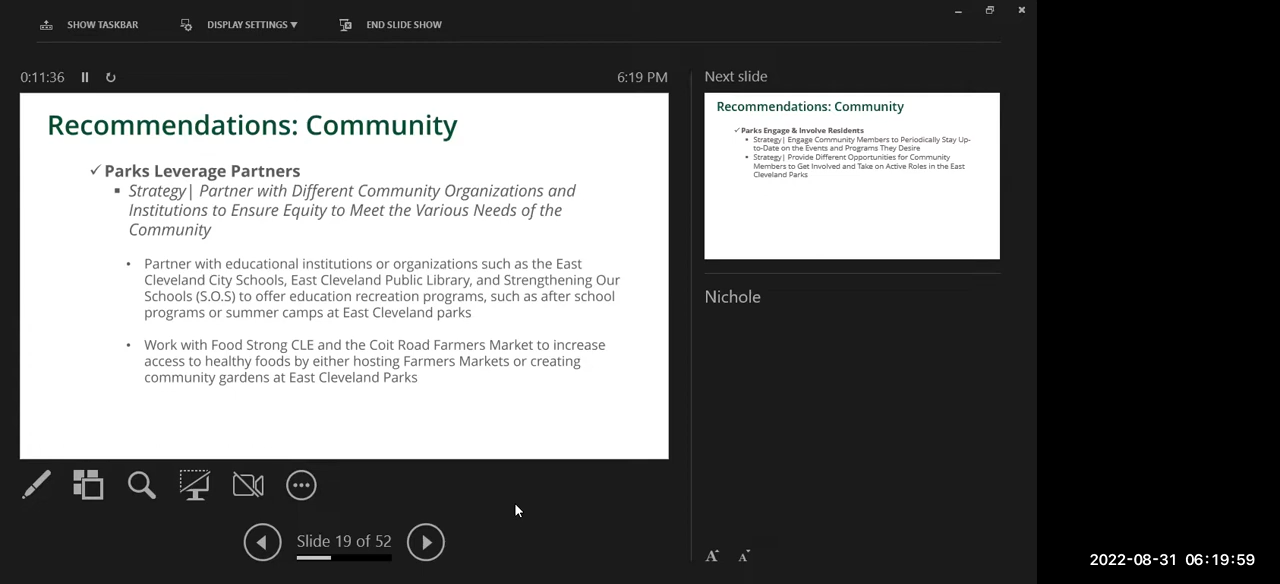 SHOW TASKBAR
DISPLAY SETTINGS ▾
END SLIDE SHOW
0:11:36
6:19 PM
Recommendations: Community
✓ Parks Leverage Partners
▪ Strategy| Partner with Different Community Organizations and
Institutions to Ensure Equity to Meet the Various Needs of the
Community
• Partner with educational institutions or organizations such as the East
Cleveland City Schools, East Cleveland Public Library, and Strengthening Our
Schools (S.O.S) to offer education recreation programs, such as after school
programs or summer camps at East Cleveland parks
• Work with Food Strong CLE and the Coit Road Farmers Market to increase
access to healthy foods by either hosting Farmers Markets or creating
community gardens at East Cleveland Parks
Slide 19 of 52
Next slide
Recommendations: Community
✓ Parks Engage & Involve Residents
▪ Strategy| Engage Community Members to Periodically Stay Up-
to-Date on the Events and Programs They Desire
▪ Strategy| Provide Different Opportunities for Community
Members to Get Involved and Take on Active Roles in the East
Cleveland Parks
Nichole
A A
2022-08-31 06:19:59